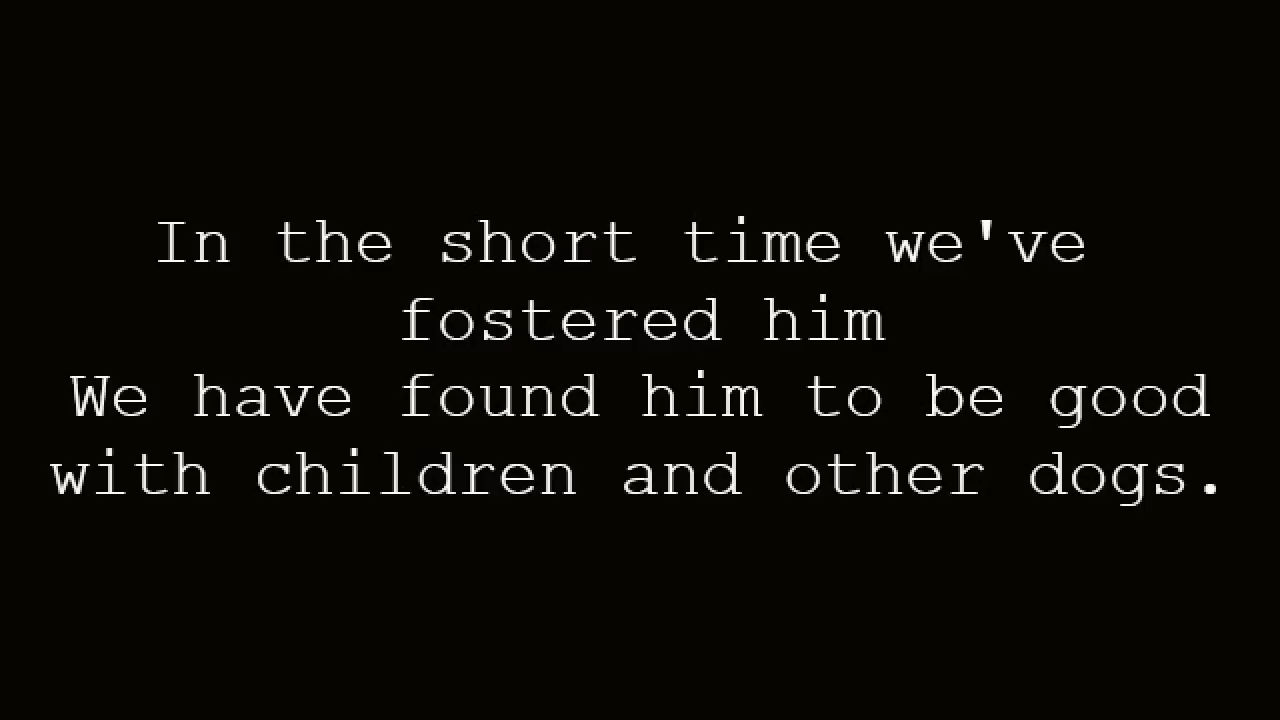 In the short time we've
fostered him
We have found him to be good
with children and other dogs.